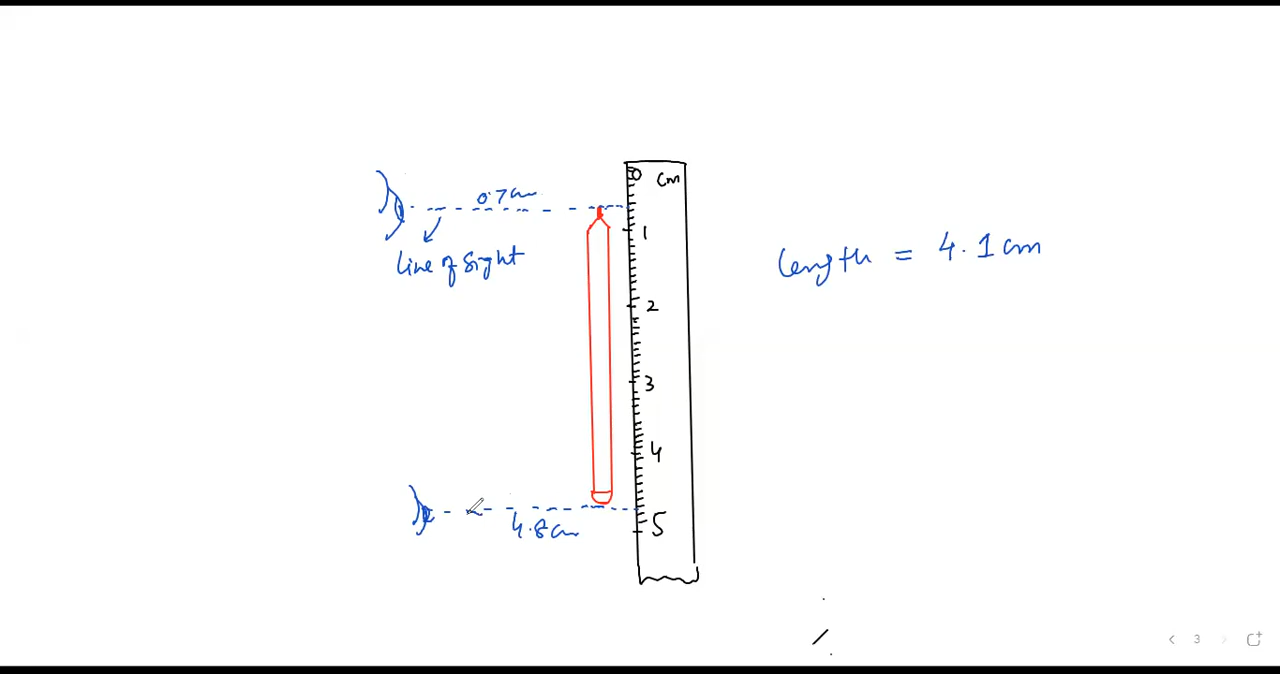 0 cm
0.7cm
1
line of sight
length = 4.1 cm
2
3
4
4.8cm
5
3